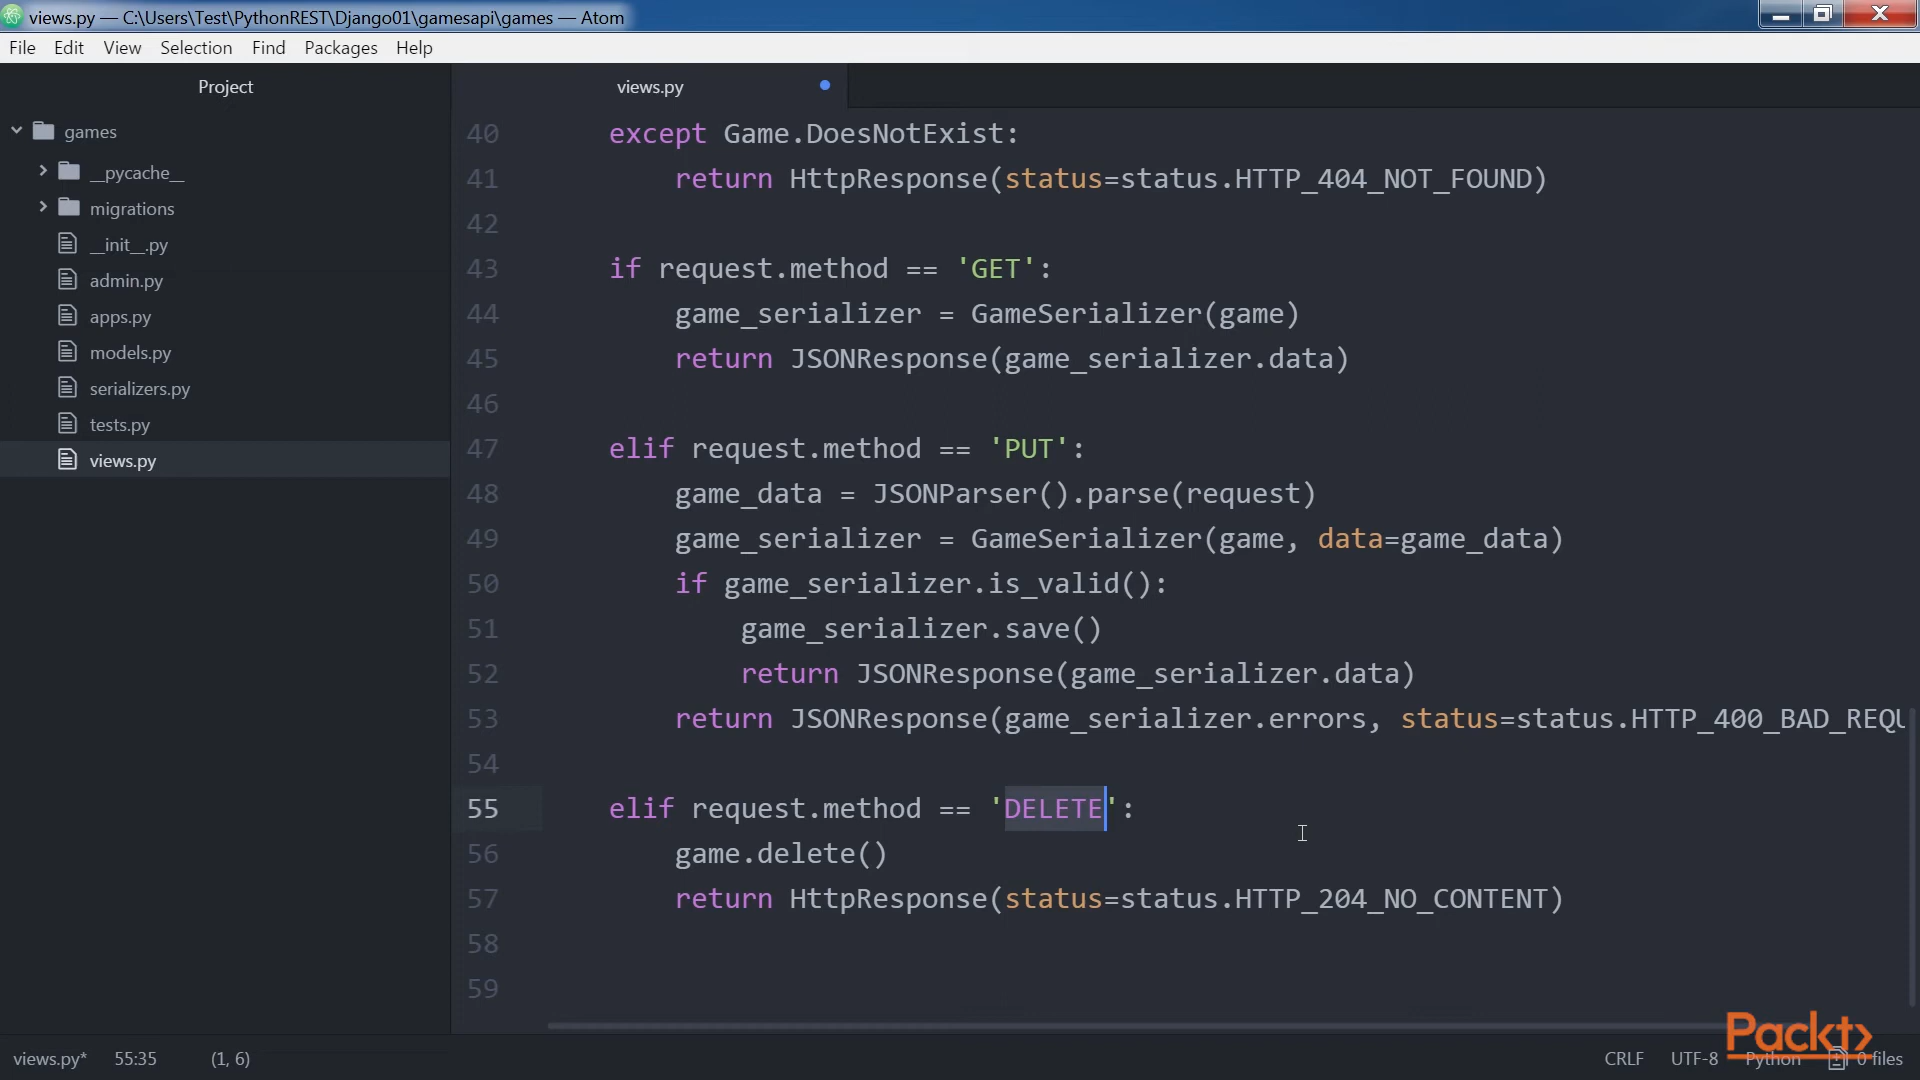 views.py — C:\Users\Test\PythonREST\Django01\gamesapi\games — Atom
File Edit View Selection Find Packages Help
Project
games
__pycache__
migrations
__init__.py
admin.py
apps.py
models.py
serializers.py
tests.py
views.py
views.py
40 except Game.DoesNotExist:
41 return HttpResponse(status=status.HTTP_404_NOT_FOUND)
42
43 if request.method == 'GET':
44 game_serializer = GameSerializer(game)
45 return JSONResponse(game_serializer.data)
46
47 elif request.method == 'PUT':
48 game_data = JSONParser().parse(request)
49 game_serializer = GameSerializer(game, data=game_data)
50 if game_serializer.is_valid():
51 game_serializer.save()
52 return JSONResponse(game_serializer.data)
53 return JSONResponse(game_serializer.errors, status=status.HTTP_400_BAD_REQU
54
55 elif request.method == 'DELETE':
56 game.delete()
57 return HttpResponse(status=status.HTTP_204_NO_CONTENT)
58
59
Packt>
views.py* 55:35 (1, 6) CRLF UTF-8 Python 0 files